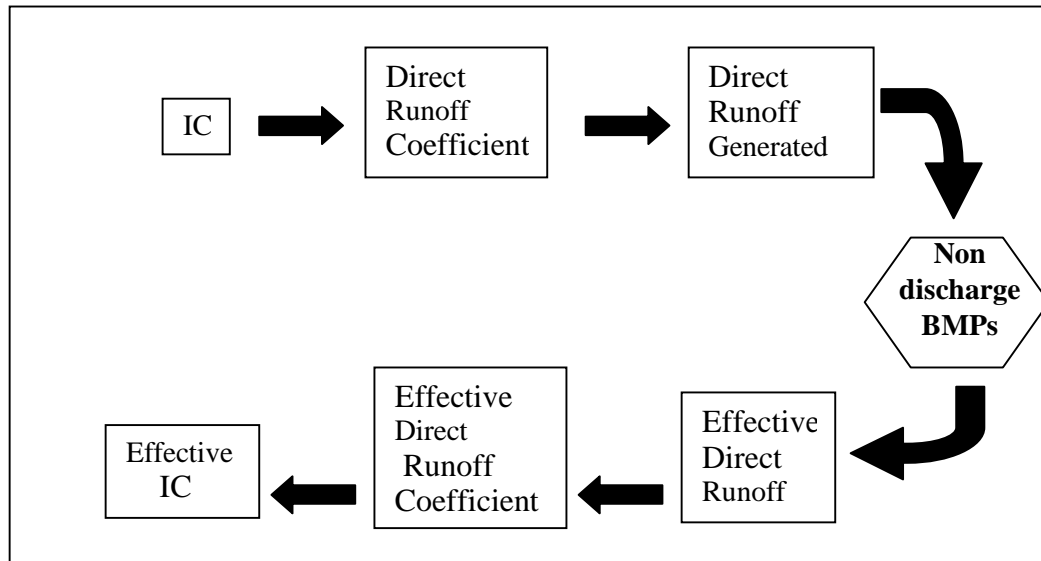 IC
Direct
Runoff
Coefficient
Direct
Runoff
Generated
Non
discharge
BMPs
Effective
Direct
Runoff
Effective
Direct
Runoff
Coefficient
Effective
IC